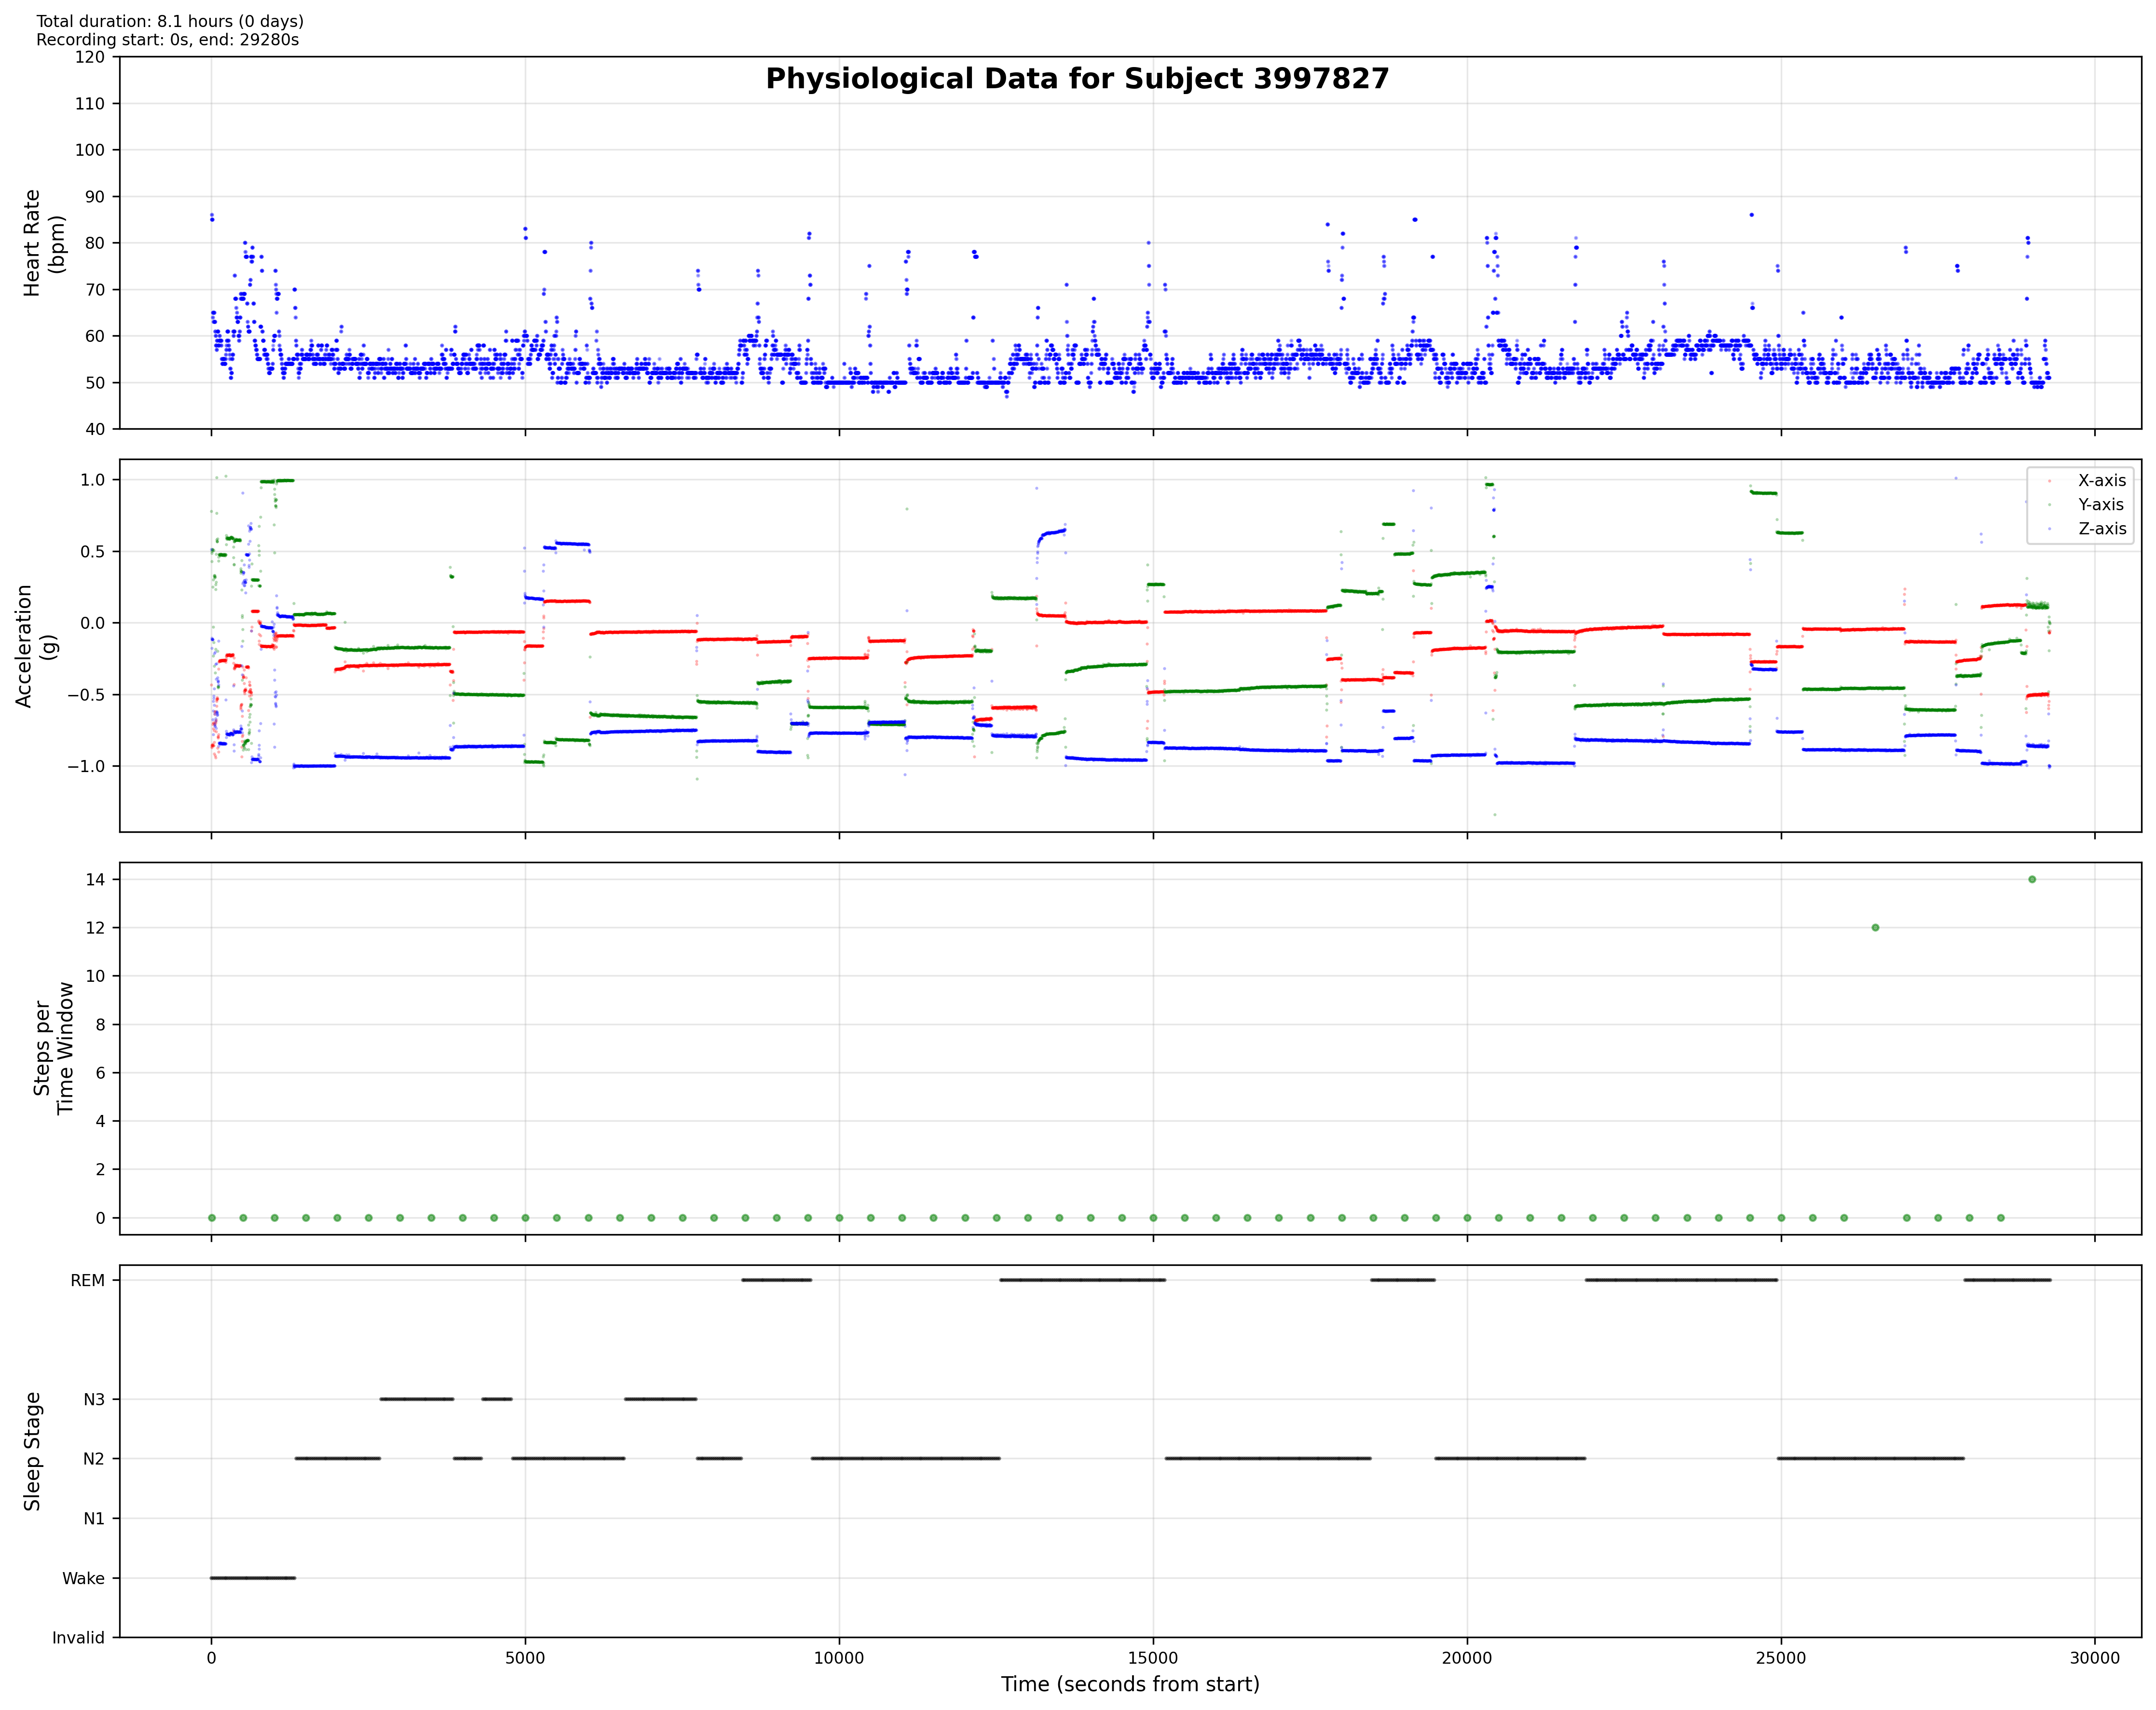 Total duration: 8.1 hours (0 days)
Recording start: 0s, end: 29280s
Physiological Data for Subject 3997827
120
110
100
90
80
70
60
50
40
Heart Rate
(bpm)
1.0
0.5
0.0
−0.5
−1.0
Acceleration
(g)
X-axis
Y-axis
Z-axis
14
12
10
8
6
4
2
0
Steps per
Time Window
REM
N3
N2
N1
Wake
Invalid
Sleep Stage
0
5000
10000
15000
20000
25000
30000
Time (seconds from start)